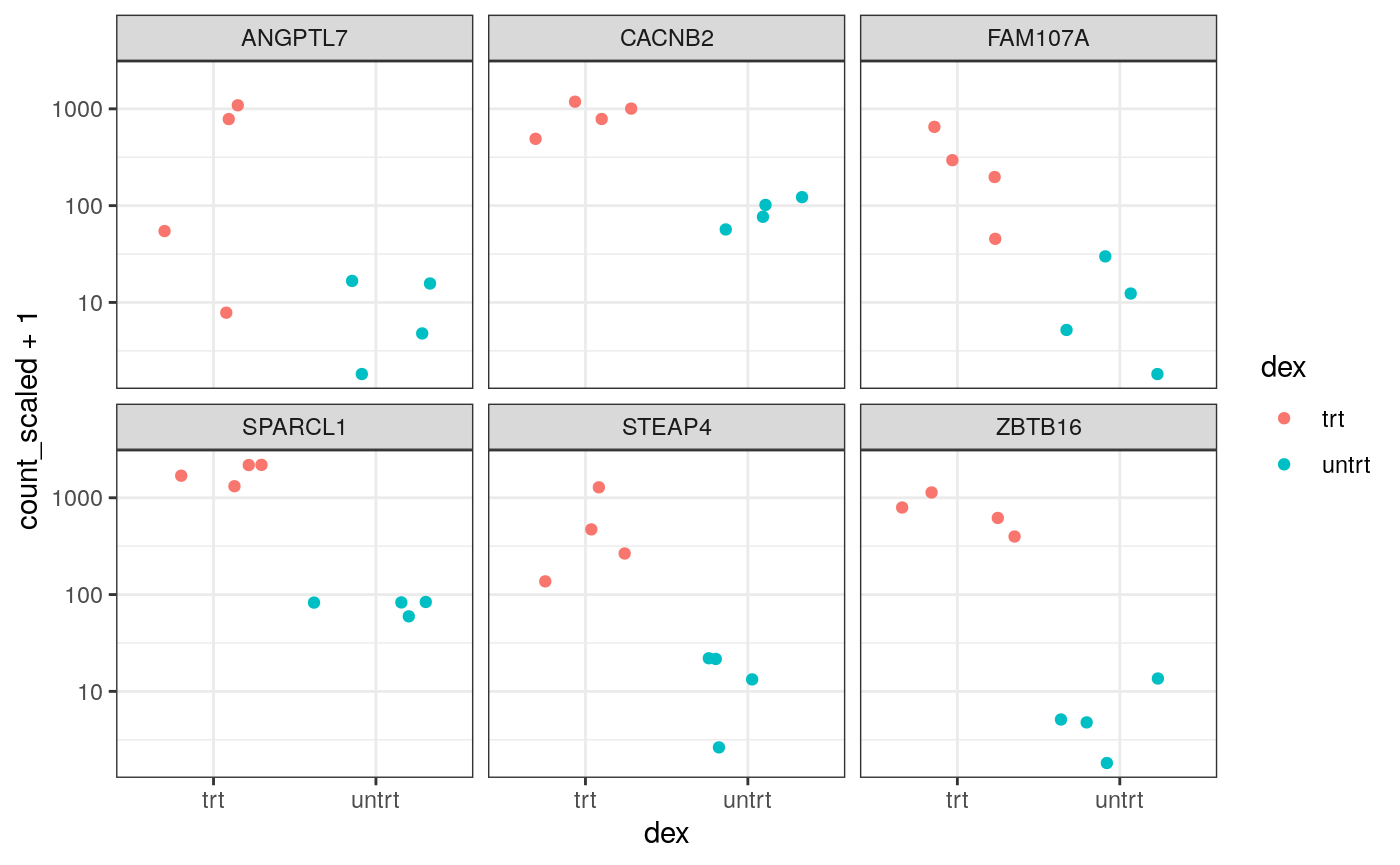 ANGPTL7 CACNB2 FAM107A
1000
100
10
count_scaled + 1
SPARCL1 STEAP4 ZBTB16
1000
100
10
trt untrt trt untrt trt untrt
dex
dex
trt
untrt